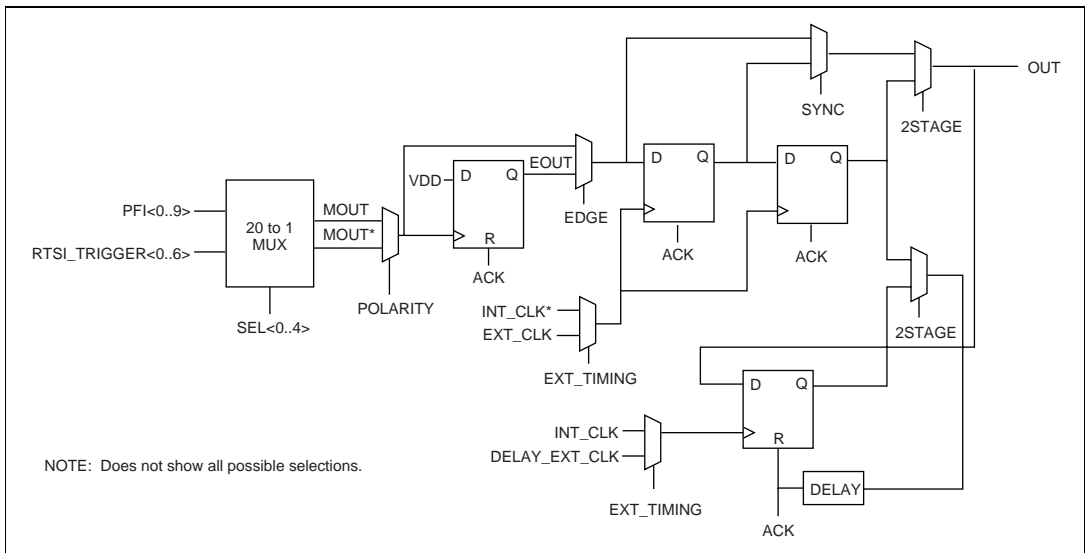 OUT
SYNC
2STAGE
D Q
D Q
EOUT
D Q
VDD
EDGE
R
ACK
ACK
ACK
PFI<0..9>
RTSI_TRIGGER<0..6>
20 to 1
MUX
MOUT
MOUT*
POLARITY
SEL<0..4>
INT_CLK*
EXT_CLK
EXT_TIMING
2STAGE
D Q
R
INT_CLK
DELAY_EXT_CLK
EXT_TIMING
DELAY
ACK
NOTE: Does not show all possible selections.